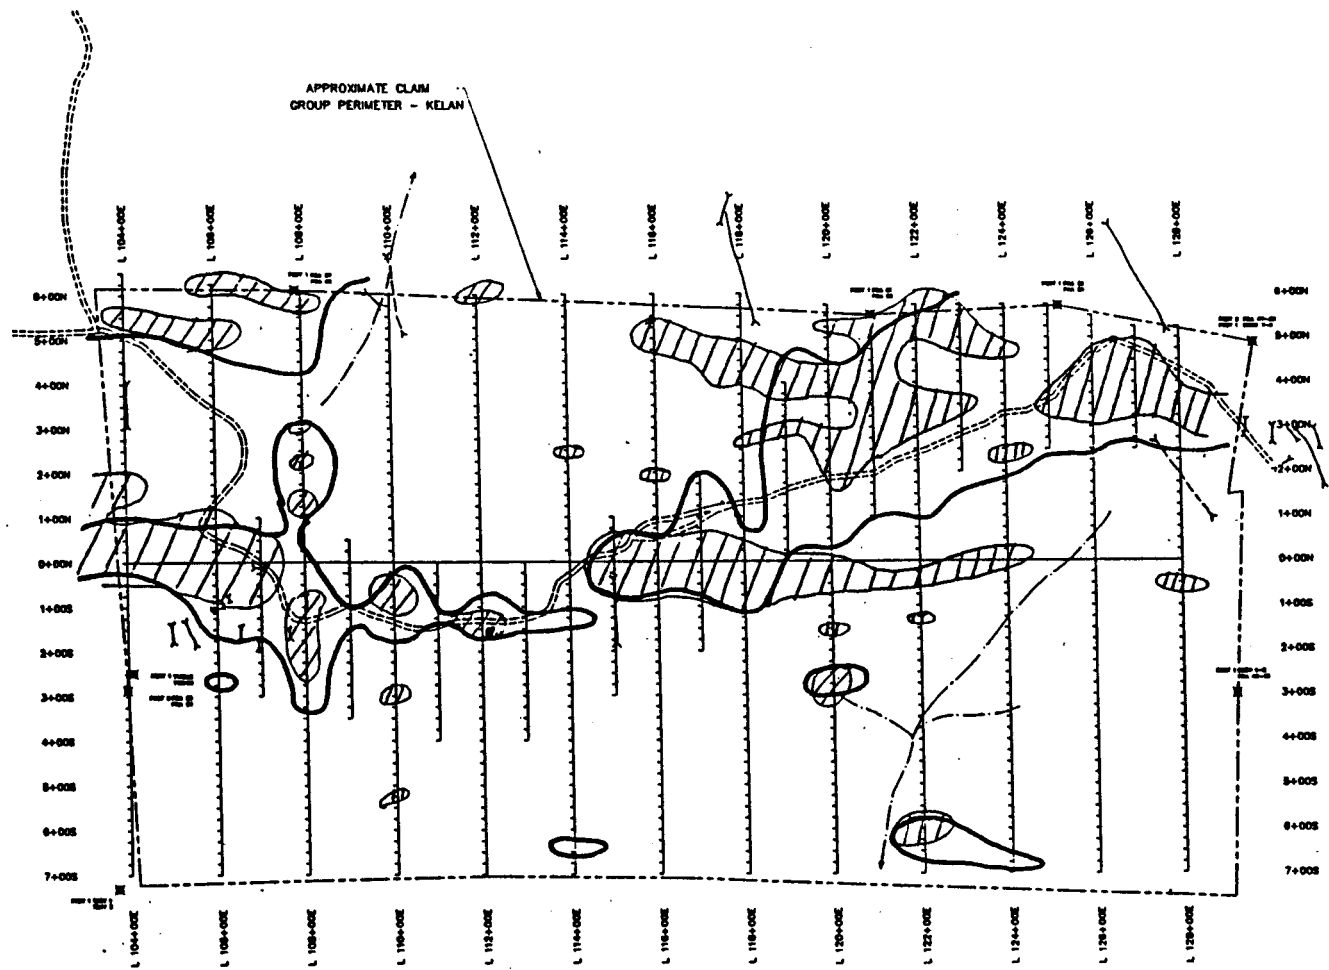 APPROXIMATE CLAIM
GROUP PERIMETER - KELAN
L 104+00E
L 106+00E
L 108+00E
L 110+00E
L 112+00E
L 114+00E
L 116+00E
L 118+00E
L 120+00E
L 122+00E
L 124+00E
L 126+00E
L 128+00E
6+00N
5+00N
4+00N
3+00N
2+00N
1+00N
0+00N
1+00S
2+00S
3+00S
4+00S
5+00S
6+00S
7+00S
6+00N
5+00N
4+00N
3+00N
2+00N
1+00N
0+00N
1+00S
2+00S
3+00S
4+00S
5+00S
6+00S
7+00S
L 104+00E
L 106+00E
L 108+00E
L 110+00E
L 112+00E
L 114+00E
L 116+00E
L 118+00E
L 120+00E
L 122+00E
L 124+00E
L 126+00E
L 128+00E